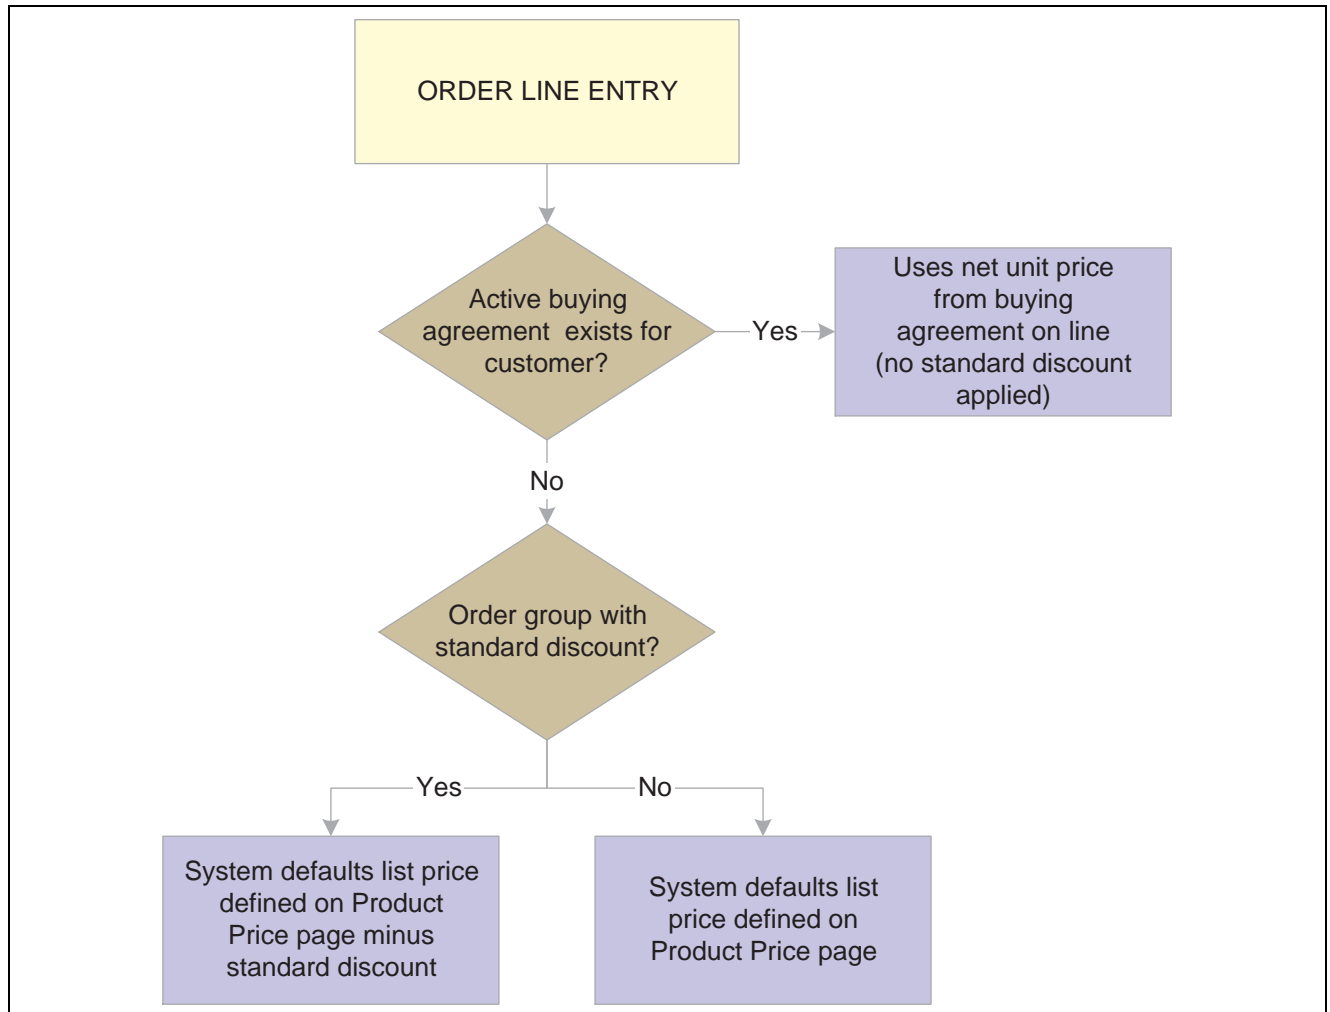 ORDER LINE ENTRY
Active buying
agreement  exists for
customer?
Yes
Uses net unit price
from buying
agreement on line
(no standard discount
applied)
No
Order group with
standard discount?
Yes
No
System defaults list price
defined on Product
Price page minus
standard discount
System defaults list
price defined on
Product Price page